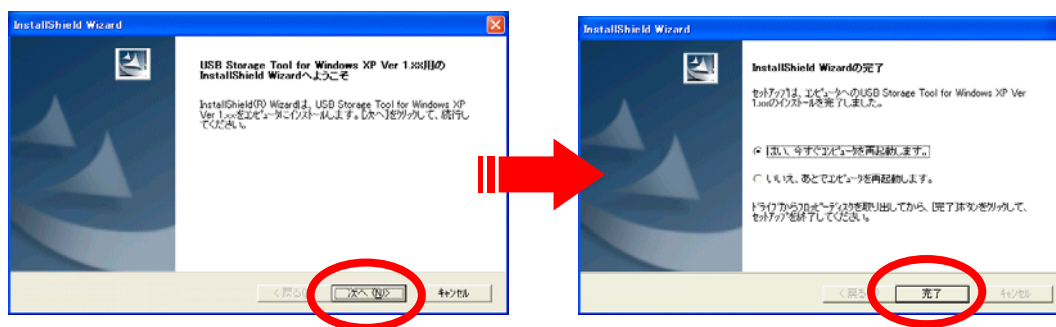 InstallShield Wizard
USB Storage Tool for Windows XP Ver 1.xx用の
InstallShield Wizardへようこそ
InstallShield(R) Wizardは、USB Storage Tool for Windows XP
Ver 1.xxをコンピュータにインストールします。[次へ]をクリックして、続行し
てください。
< 戻る(
次へ (N)>
キャンセル
InstallShield Wizard
InstallShield Wizardの完了
セットアップは、コンピュータへのUSB Storage Tool for Windows XP Ver
1.xxのインストールを完了しました。
はい、今すぐコンピュータを再起動します。
いいえ、あとでコンピュータを再起動します。
ドライブからフロッピーディスクを取り出してから、[完了]ボタンをクリックして、
セットアップを終了してください。
< 戻る
完了
キャンセル